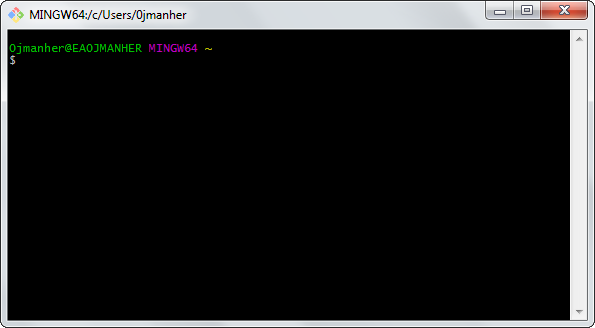 MINGW64:/c/Users/0jmanher
0jmanher@EAOJMANHER MINGW64 ~
$